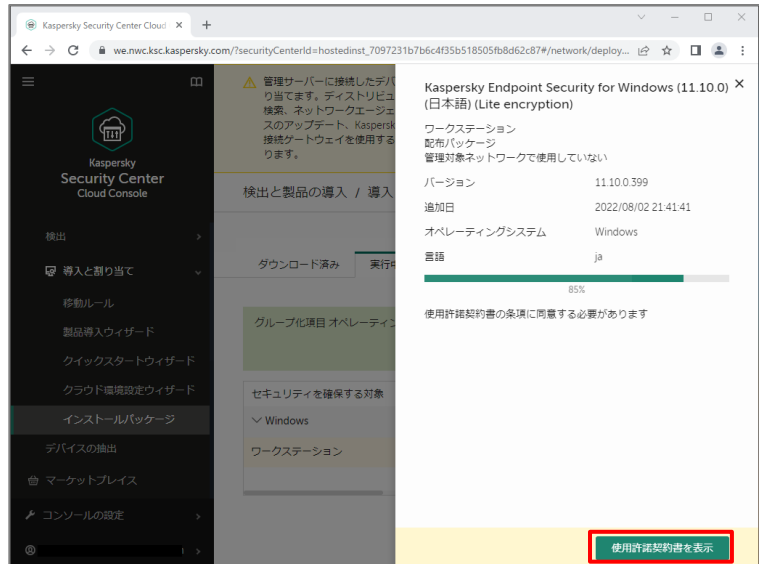 Kaspersky Security Center Cloud
we.nwc.ksc.kaspersky.com/?securityCenterId=hostedinst_7097231b7b6c4f35b518505fb8d62c87#/network/deploy...
Kaspersky
Security Center
Cloud Console
検出
導入と割り当て
移動ルール
製品導入ウィザード
クイックスタートウィザード
クラウド環境設定ウィザード
インストールパッケージ
デバイスの抽出
マーケットプレイス
コンソールの設定
管理サーバーに接続したデバ
り当てます。ディストリビュ
検索、ネットワークエージェ
スのアップデート、Kaspersk
接続ゲートウェイを使用する
ります。
検出と製品の導入 / 導入
ダウンロード済み
実行中
グループ化項目 オペレーティン
セキュリティを確保する対象
Windows
ワークステーション
Kaspersky Endpoint Security for Windows (11.10.0)
(日本語) (Lite encryption)
ワークステーション
配布パッケージ
管理対象ネットワークで使用していない
バージョン 11.10.0.399
追加日 2022/08/02 21:41:41
オペレーティングシステム Windows
言語 ja
85%
使用許諾契約書の条項に同意する必要があります
使用許諾契約書を表示